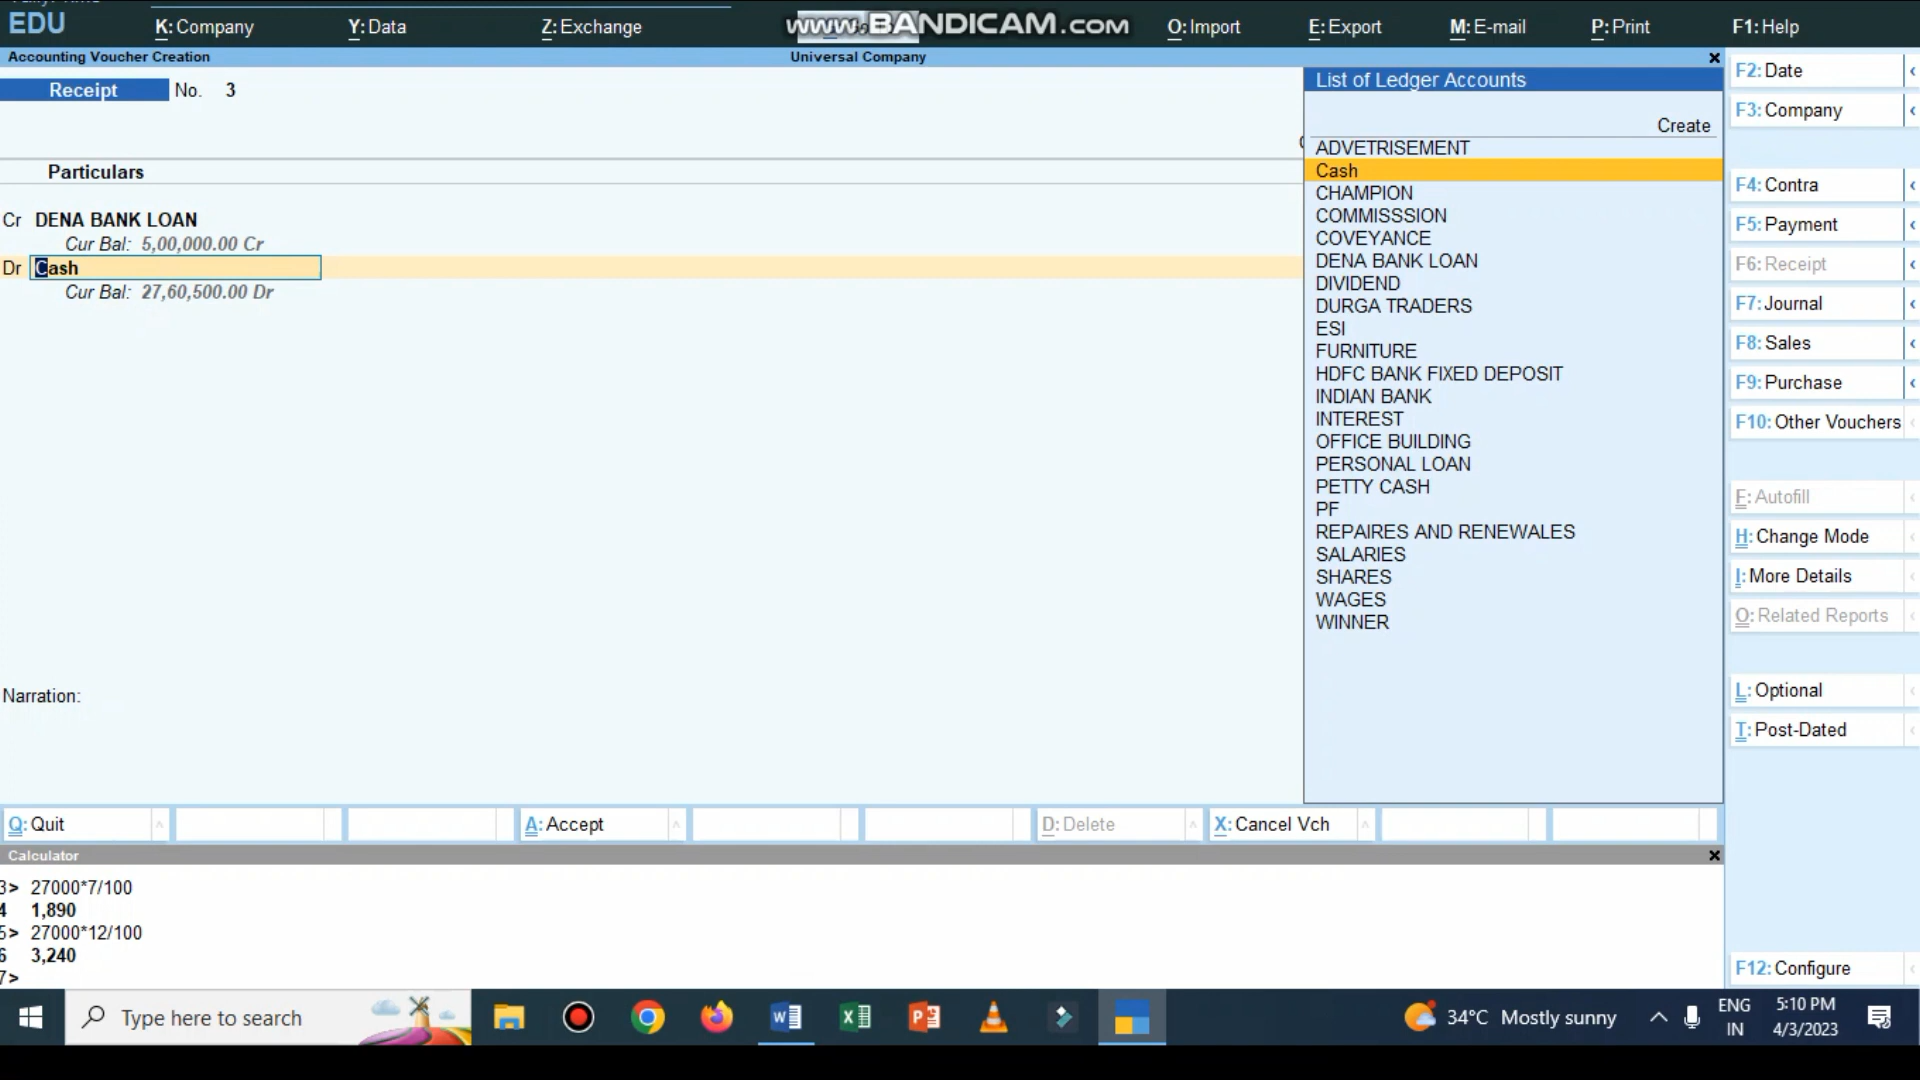 EDU
K: Company
Y: Data
Z: Exchange
www.BANDICAM.com
O: Import
E: Export
M: E-mail
P: Print
F1: Help
Accounting Voucher Creation
Universal Company
Receipt No. 3
Particulars
Cr DENA BANK LOAN
Cur Bal: 5,00,000.00 Cr
Dr Cash
Cur Bal: 27,60,500.00 Dr
Narration:
List of Ledger Accounts
Create
ADVETRISEMENT
Cash
CHAMPION
COMMISSSION
COVEYANCE
DENA BANK LOAN
DIVIDEND
DURGA TRADERS
ESI
FURNITURE
HDFC BANK FIXED DEPOSIT
INDIAN BANK
INTEREST
OFFICE BUILDING
PERSONAL LOAN
PETTY CASH
PF
REPAIRES AND RENEWALES
SALARIES
SHARES
WAGES
WINNER
F2: Date
F3: Company
F4: Contra
F5: Payment
F6: Receipt
F7: Journal
F8: Sales
F9: Purchase
F10: Other Vouchers
F: Autofill
H: Change Mode
I: More Details
O: Related Reports
L: Optional
T: Post-Dated
F12: Configure
Q: Quit
A: Accept
D: Delete
X: Cancel Vch
Calculator
3> 27000*7/100
4 1,890
5> 27000*12/100
6 3,240
7>
Type here to search
34°C Mostly sunny
ENG
IN
5:10 PM
4/3/2023